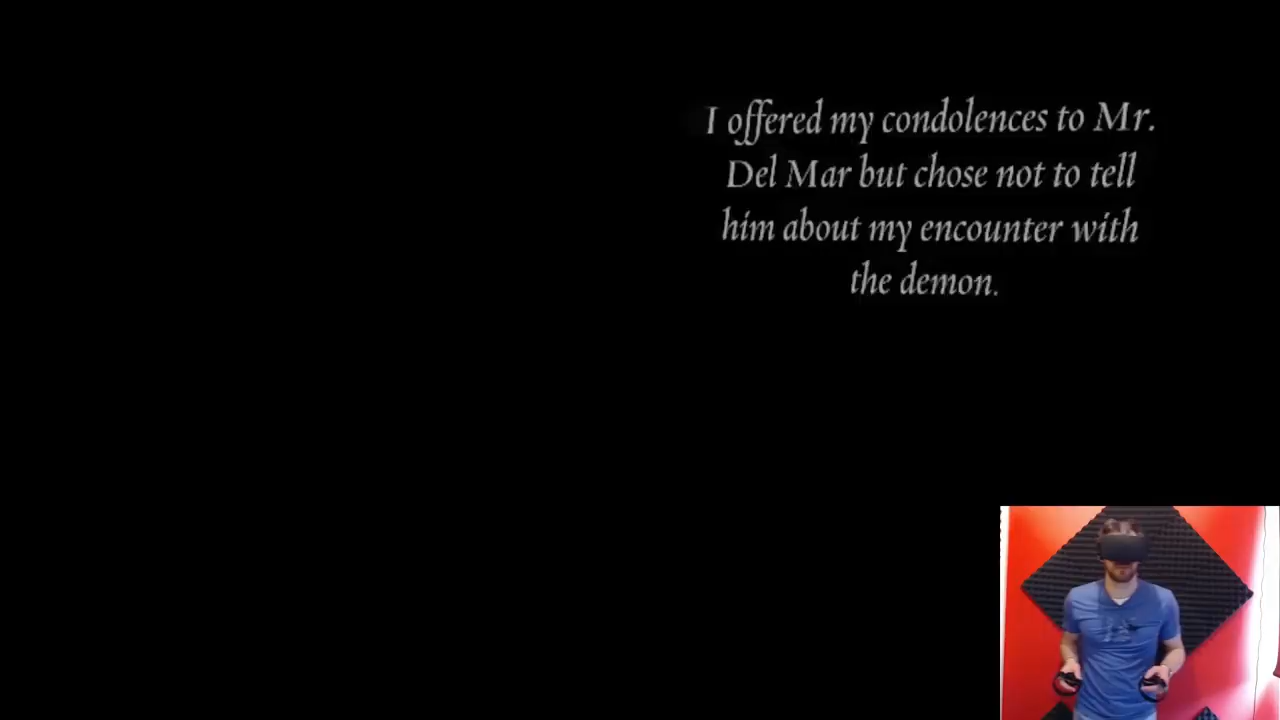 I offered my condolences to Mr.
Del Mar but chose not to tell
him about my encounter with
the demon.